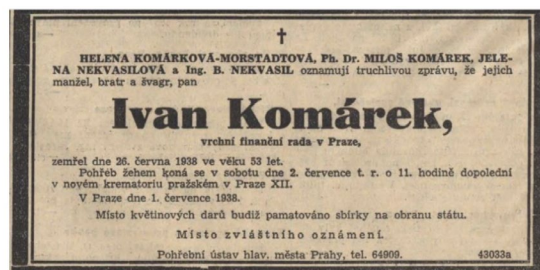 HELENA KOMÁRKOVÁ-MORSTADTOVÁ, Ph. Dr. MILOŠ KOMÁREK, JELE-
NA NEKVASILOVÁ a Ing. B. NEKVASIL oznamují truchlivou zprávu, že jejich
manžel, bratr a švagr, pan
Ivan Komárek,
vrchní finanční rada v Praze,
zemřel dne 26. června 1938 ve věku 53 let.
Pohřeb žehem koná se v sobotu dne 2. července t. r. o 11. hodině dopolední
v novém krematoriu pražském v Praze XII.
V Praze dne 1. července 1938.
Místo květinových darů budiž pamatováno sbírky na obranu státu.
Místo zvláštního oznámení.
Pohřební ústav hlav. města Prahy, tel. 64909. 43033a